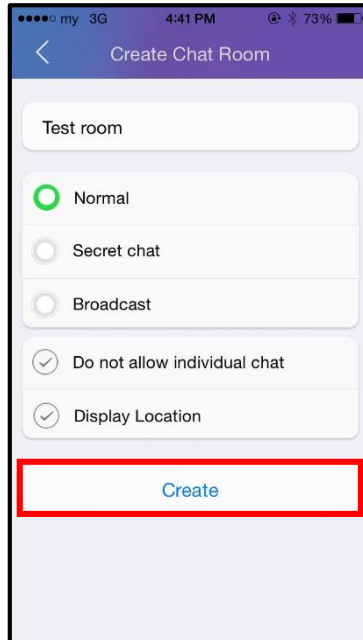 my 3G 4:41 PM 73%
Create Chat Room
Test room
Normal
Secret chat
Broadcast
Do not allow individual chat
Display Location
Create